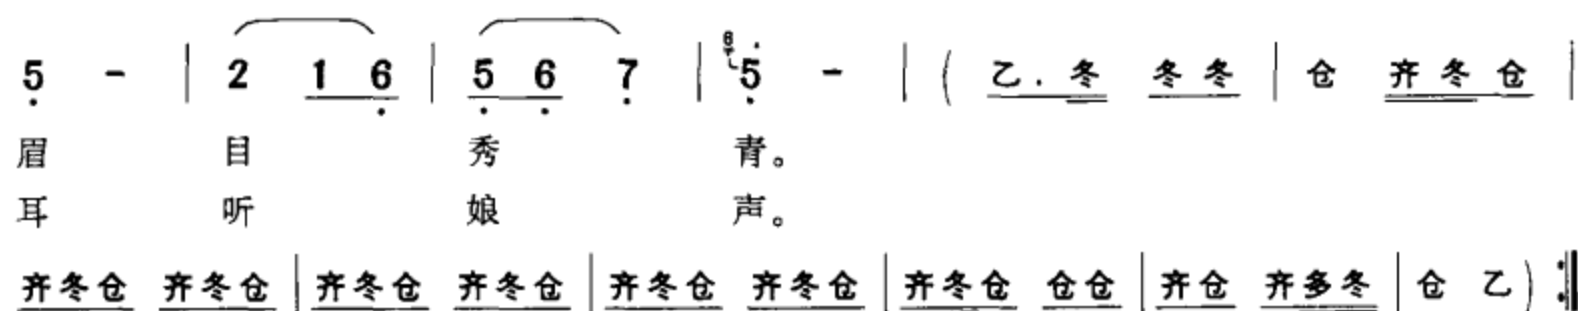 5 - | 2 1 6 | 5 6 7 | 6 5 - | ( 乙 . 冬 冬 冬 | 仓 齐 冬 仓 |
眉 目 秀 青。
耳 听 娘 声。
齐冬仓 齐冬仓 | 齐冬仓 齐冬仓 | 齐冬仓 齐冬仓 | 齐冬仓 仓仓 | 齐仓 齐多冬 | 仓 乙 ) :|